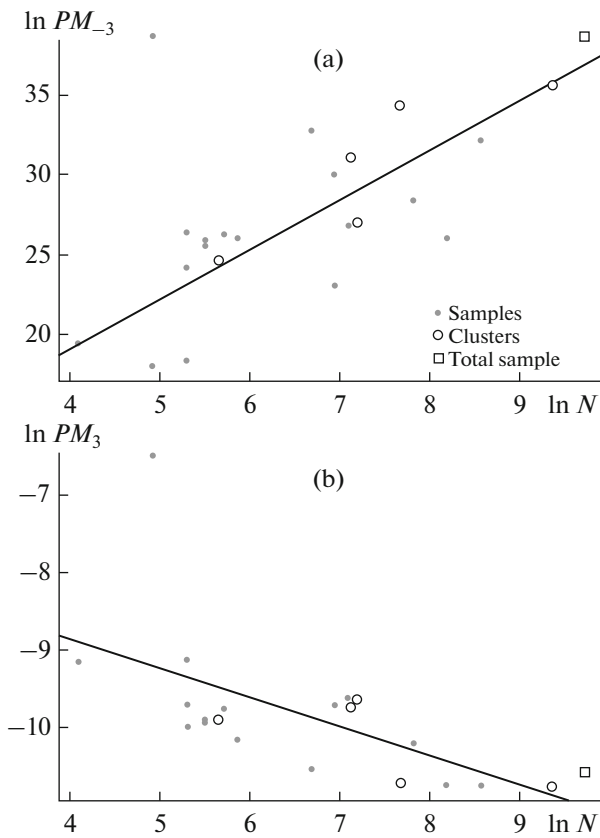 ln PM₋₃
(a)
35
30
25
20
Samples
Clusters
Total sample
4 5 6 7 8 9 ln N
ln PM₃
(b)
−7
−8
−9
−10
4 5 6 7 8 9 ln N